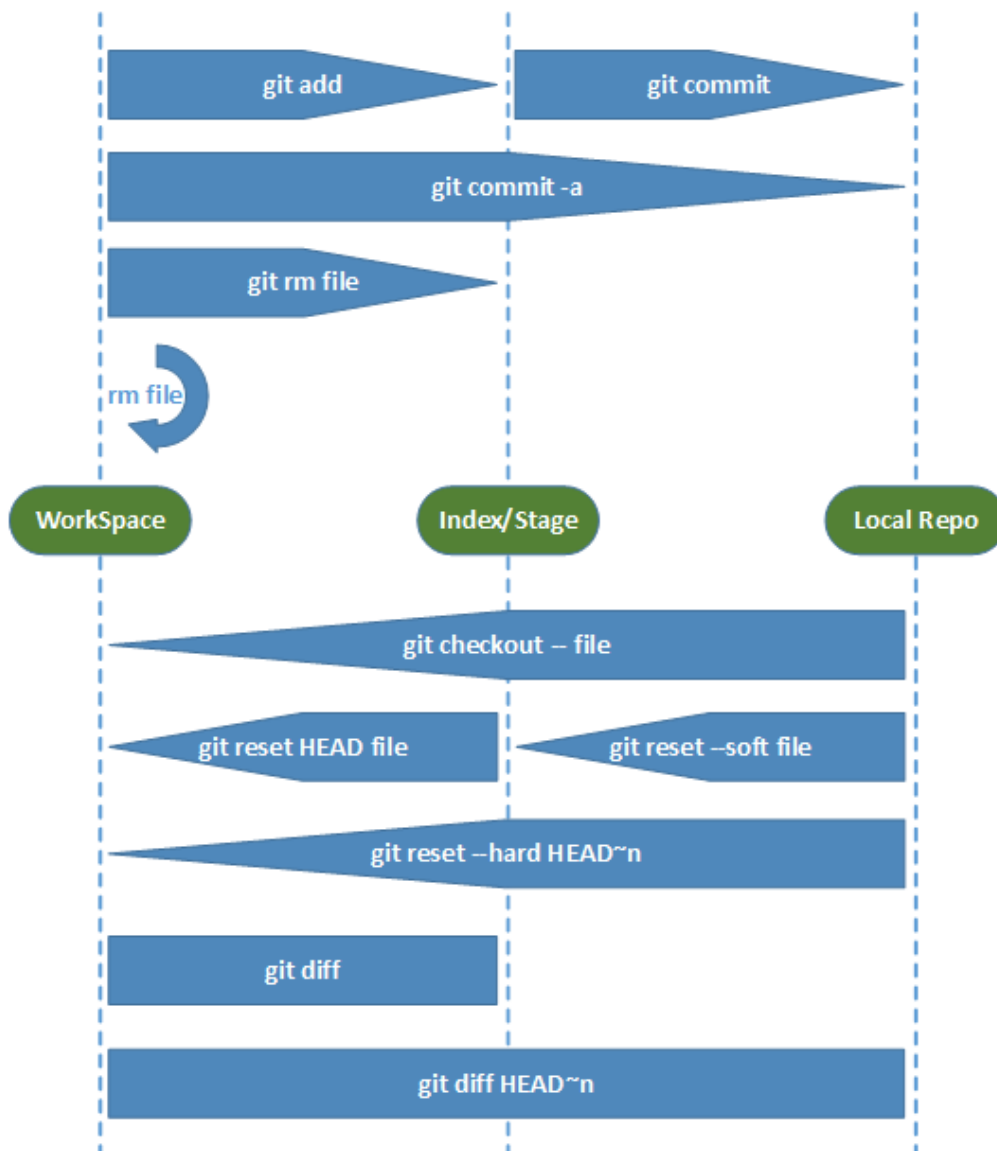 git add
git commit
git commit -a
git rm file
rm file
WorkSpace
Index/Stage
Local Repo
git checkout -- file
git reset HEAD file
git reset --soft file
git reset --hard HEAD~n
git diff
git diff HEAD~n